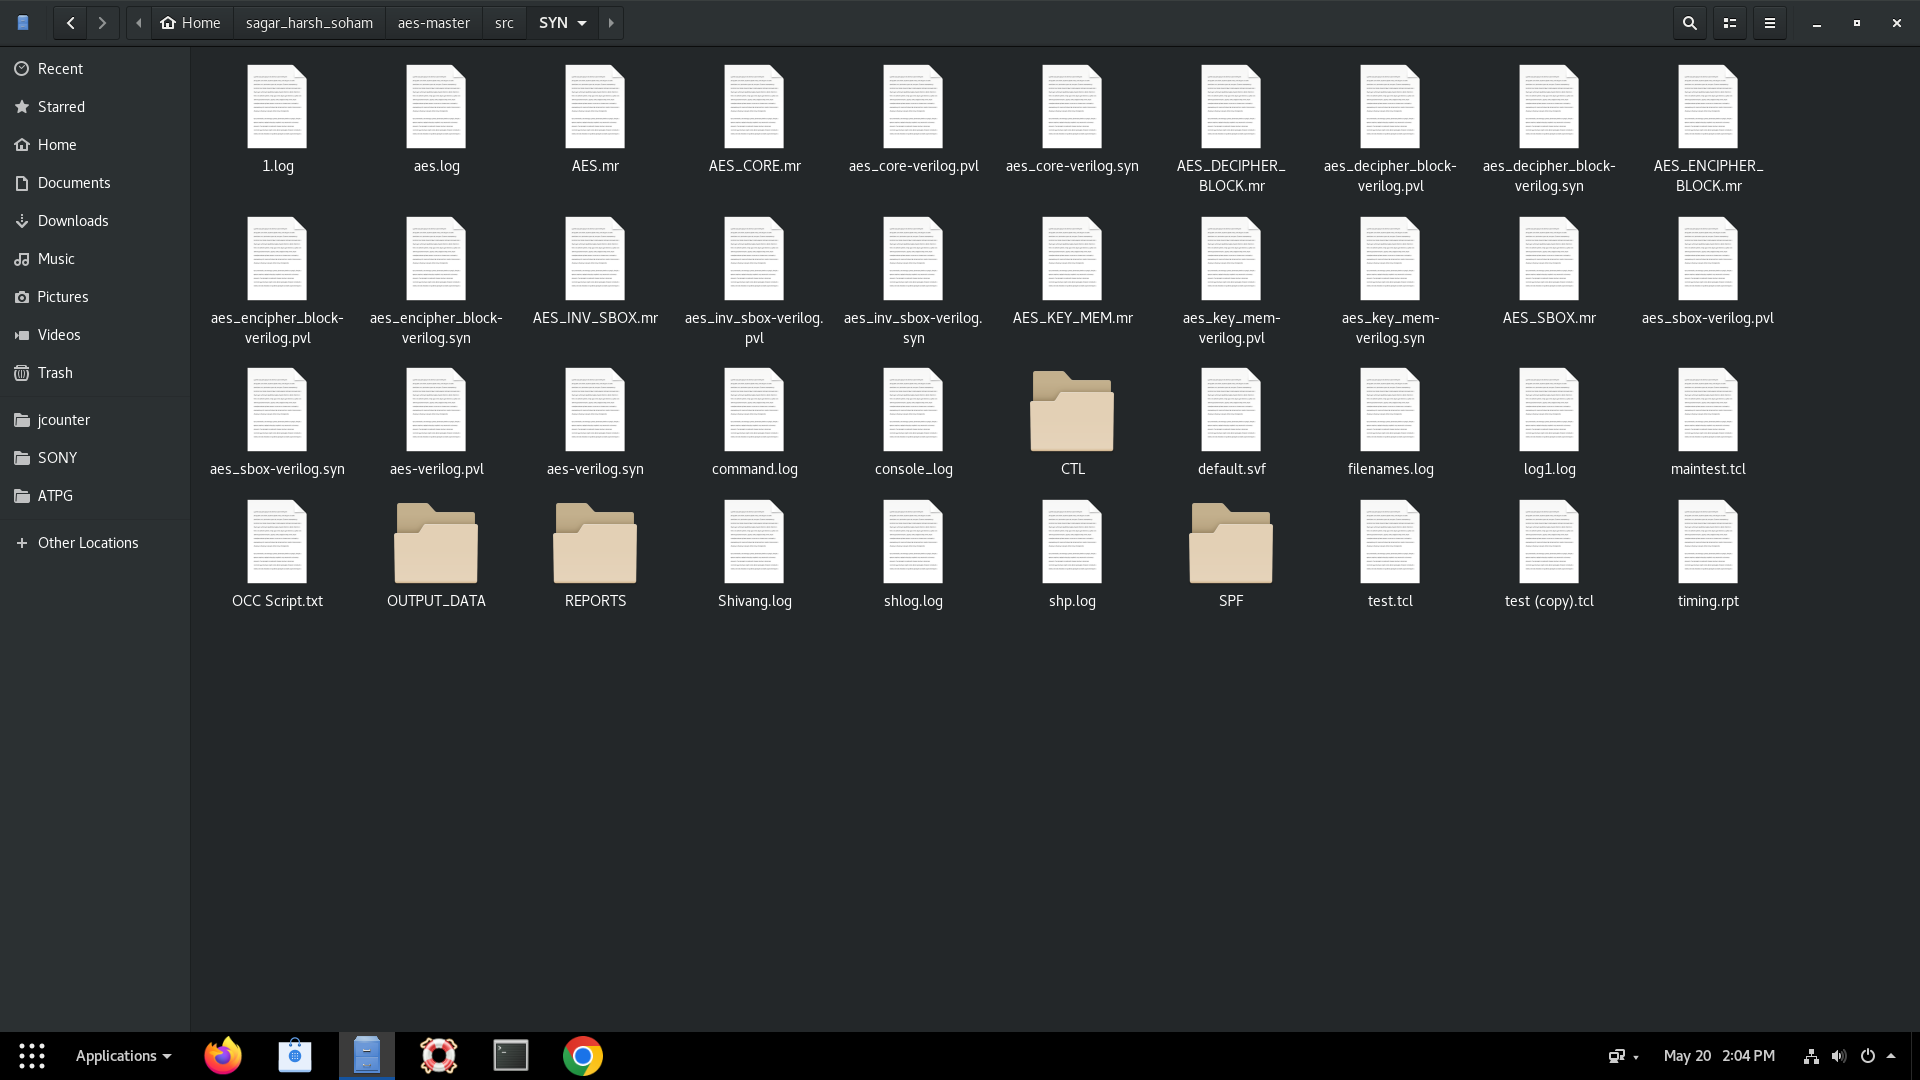 Home
sagar_harsh_soham
aes-master
src
SYN
Recent
Starred
Home
Documents
Downloads
Music
Pictures
Videos
Trash
jcounter
SONY
ATPG
Other Locations
1.log
aes.log
AES.mr
AES_CORE.mr
aes_core-verilog.pvl
aes_core-verilog.syn
AES_DECIPHER_
BLOCK.mr
aes_decipher_block-
verilog.pvl
aes_decipher_block-
verilog.syn
AES_ENCIPHER_
BLOCK.mr
aes_encipher_block-
verilog.pvl
aes_encipher_block-
verilog.syn
AES_INV_SBOX.mr
aes_inv_sbox-verilog.
pvl
aes_inv_sbox-verilog.
syn
AES_KEY_MEM.mr
aes_key_mem-
verilog.pvl
aes_key_mem-
verilog.syn
AES_SBOX.mr
aes_sbox-verilog.pvl
aes_sbox-verilog.syn
aes-verilog.pvl
aes-verilog.syn
command.log
console_log
CTL
default.svf
filenames.log
log1.log
maintest.tcl
OCC Script.txt
OUTPUT_DATA
REPORTS
Shivang.log
shlog.log
shp.log
SPF
test.tcl
test (copy).tcl
timing.rpt
Applications
May 20 2:04 PM